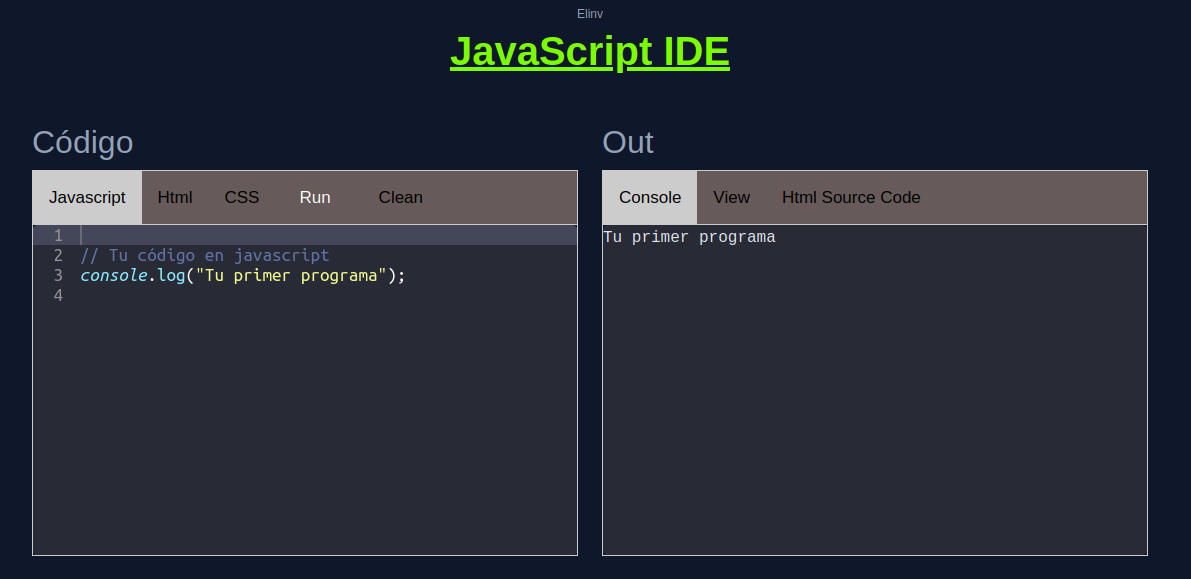 Elinv
JavaScript IDE
Código
Javascript Html CSS Run Clean
1
2 // Tu código en javascript
3 console.log("Tu primer programa");
4
Out
Console View Html Source Code
Tu primer programa